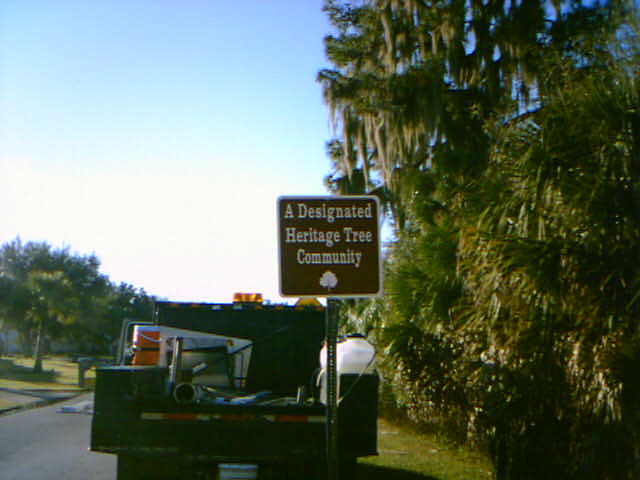 A Designated
Heritage Tree
Community